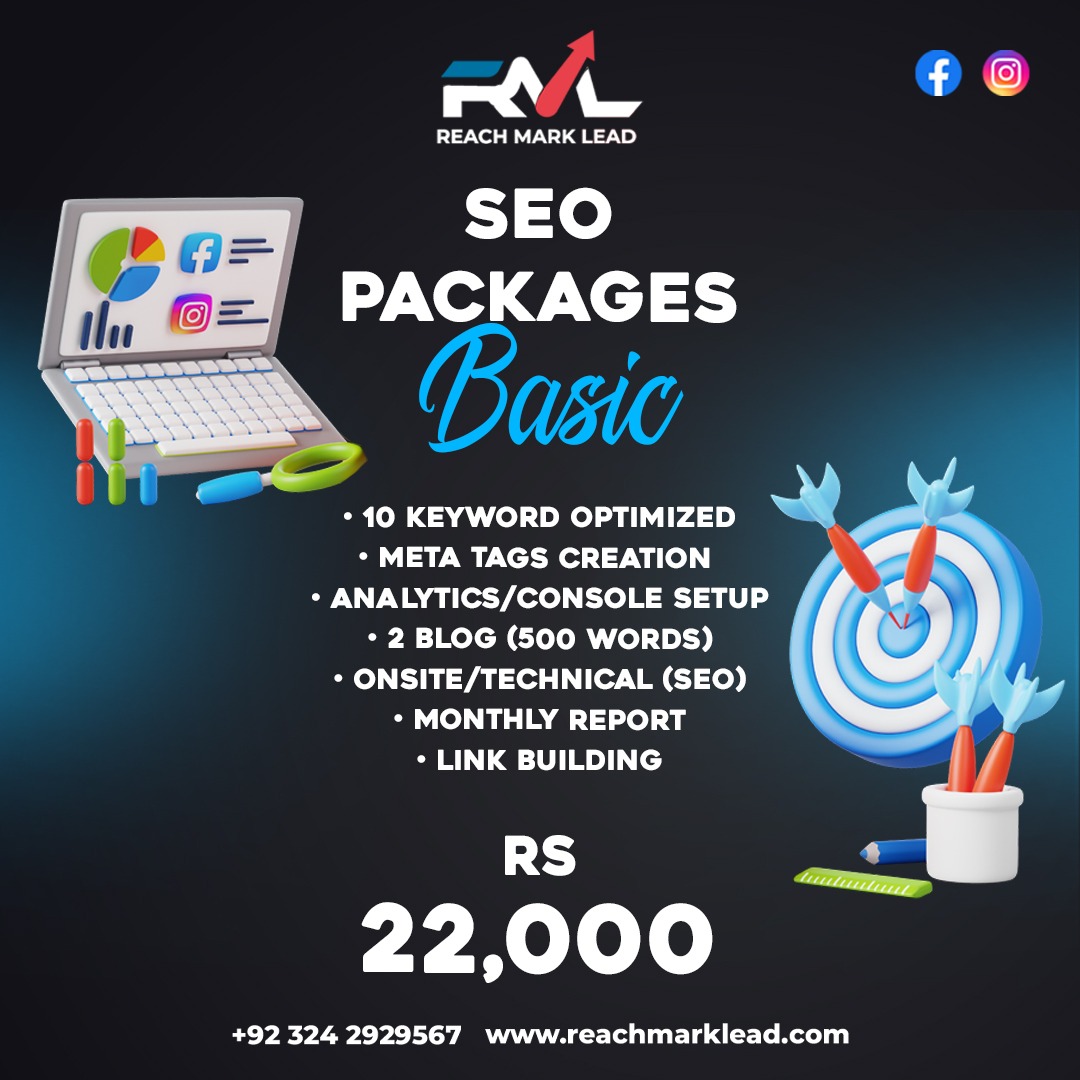 RML
REACH MARK LEAD
SEO
PACKAGES
Basic
• 10 KEYWORD OPTIMIZED
• META TAGS CREATION
• ANALYTICS/CONSOLE SETUP
• 2 BLOG (500 WORDS)
• ONSITE/TECHNICAL (SEO)
• MONTHLY REPORT
• LINK BUILDING
RS
22,000
+92 324 2929567 www.reachmarklead.com